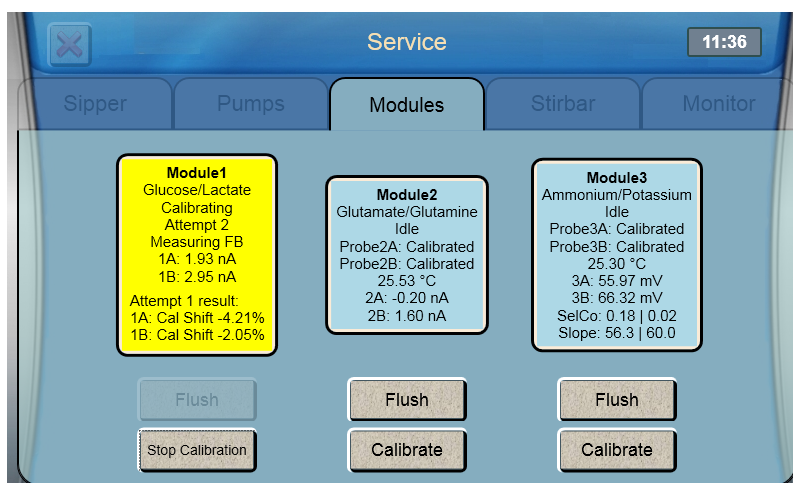 Service
11:36
Sipper
Pumps
Modules
Stirbar
Monitor
Module1
Glucose/Lactate
Calibrating
Attempt 2
Measuring FB
1A: 1.93 nA
1B: 2.95 nA
Attempt 1 result:
1A: Cal Shift -4.21%
1B: Cal Shift -2.05%
Module2
Glutamate/Glutamine
Idle
Probe2A: Calibrated
Probe2B: Calibrated
25.53 °C
2A: -0.20 nA
2B: 1.60 nA
Module3
Ammonium/Potassium
Idle
Probe3A: Calibrated
Probe3B: Calibrated
25.30 °C
3A: 55.97 mV
3B: 66.32 mV
SelCo: 0.18 | 0.02
Slope: 56.3 | 60.0
Flush
Flush
Flush
Stop Calibration
Calibrate
Calibrate